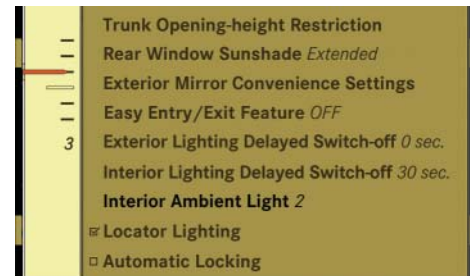 Trunk Opening-height Restriction
Rear Window Sunshade Extended
Exterior Mirror Convenience Settings
Easy Entry/Exit Feature OFF
3 Exterior Lighting Delayed Switch-off 0 sec.
Interior Lighting Delayed Switch-off 30 sec.
Interior Ambient Light 2
Locator Lighting
Automatic Locking